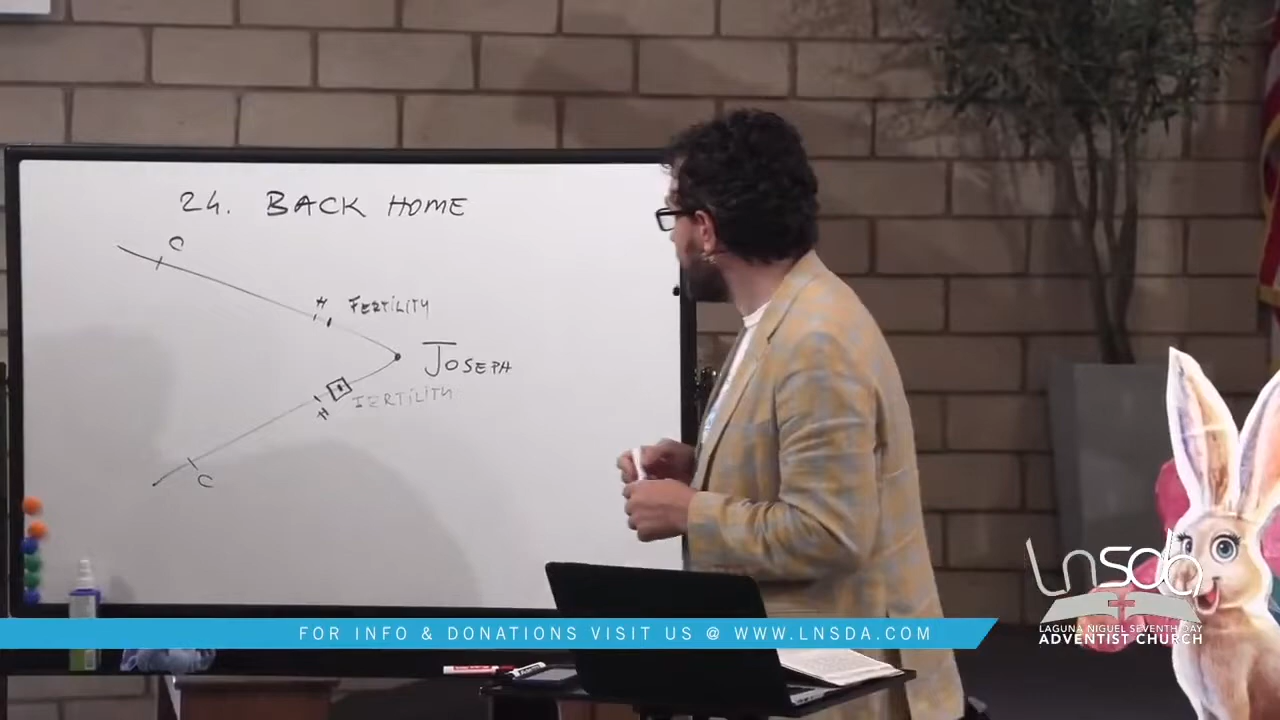 24. BACK HOME
C
H FERTILITY
JOSEPH
FERTILITY
H
C
FOR INFO & DONATIONS VISIT US @ WWW.LNSDA.COM
Lnsda
LAGUNA NIGUEL SEVENTH-DAY
ADVENTIST CHURCH